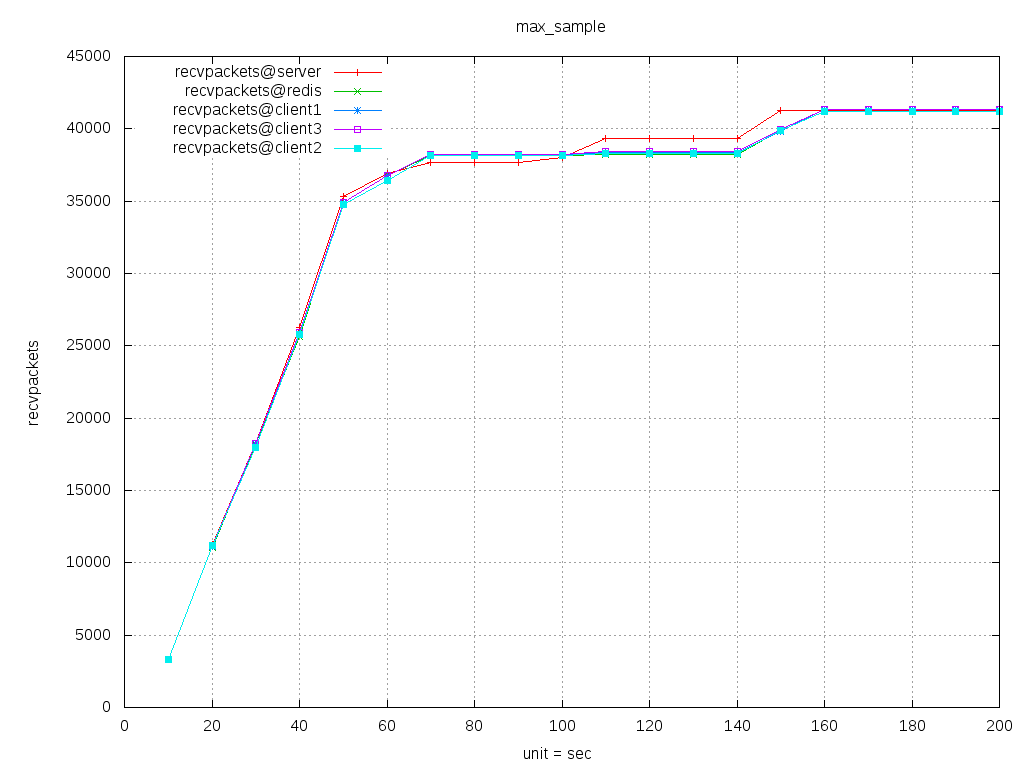 max_sample
45000
40000
35000
30000
25000
20000
15000
10000
5000
0
recvpackets
recvpackets@server
recvpackets@redis
recvpackets@client1
recvpackets@client3
recvpackets@client2
0 20 40 60 80 100 120 140 160 180 200
unit = sec